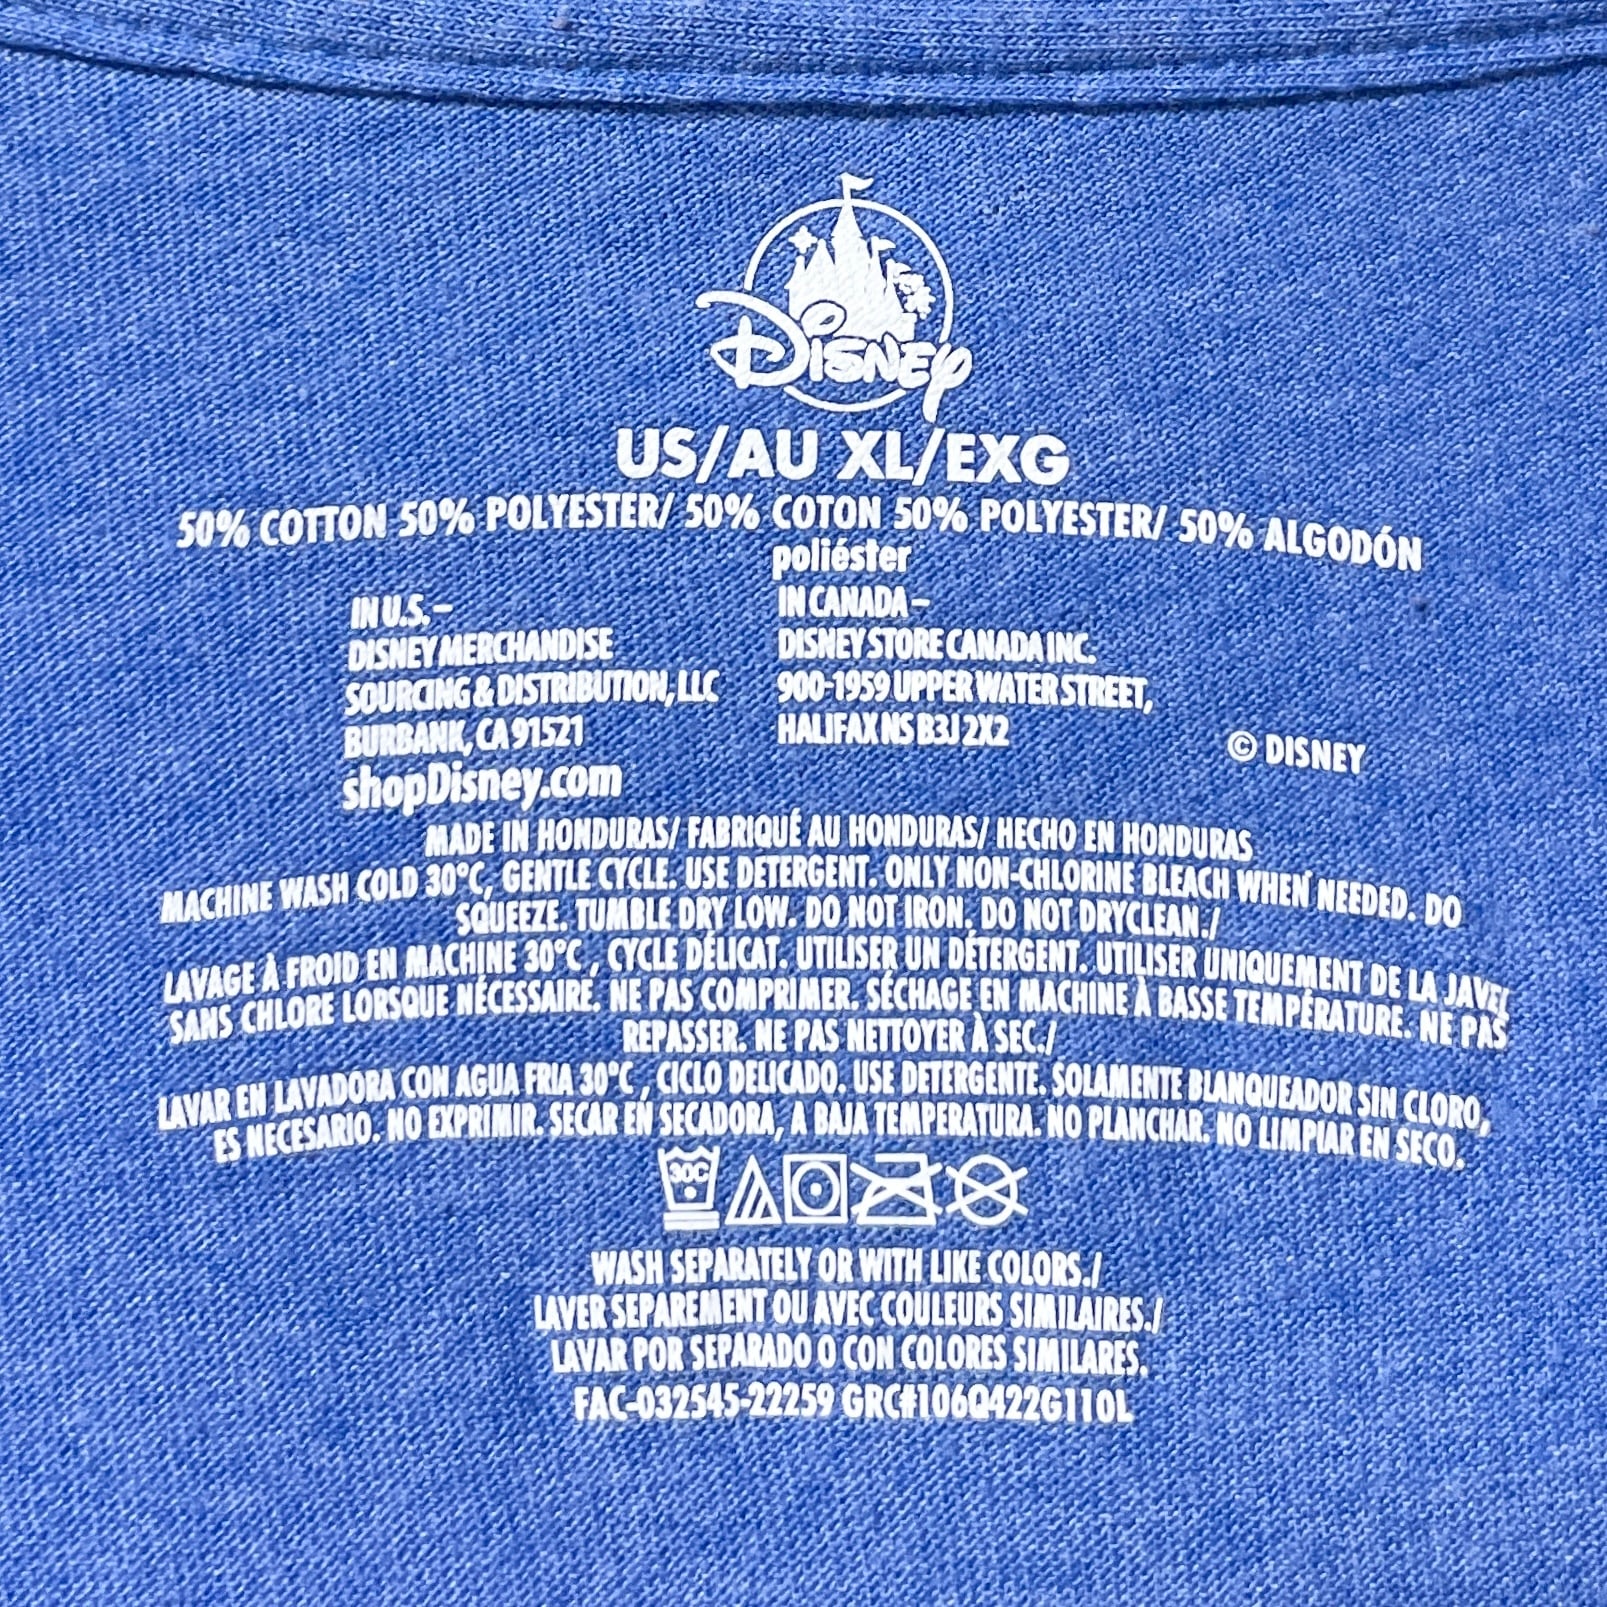 Disney
US/AU XL/EXG
50% COTTON 50% POLYESTER/ 50% COTON 50% POLYESTER/ 50% ALGODÓN
poliéster
IN U.S. –
DISNEY MERCHANDISE
SOURCING & DISTRIBUTION, LLC
BURBANK, CA 91521
shopDisney.com
IN CANADA –
DISNEY STORE CANADA INC.
900-1959 UPPER WATER STREET,
HALIFAX NS B3J 2X2
© DISNEY
MADE IN HONDURAS/ FABRIQUÉ AU HONDURAS/ HECHO EN HONDURAS
MACHINE WASH COLD 30°C, GENTLE CYCLE. USE DETERGENT. ONLY NON-CHLORINE BLEACH WHEN NEEDED. DO
SQUEEZE. TUMBLE DRY LOW. DO NOT IRON. DO NOT DRYCLEAN./
LAVAGE À FROID EN MACHINE 30°C , CYCLE DÉLICAT. UTILISER UN DÉTERGENT. UTILISER UNIQUEMENT DE LA JAVEL
SANS CHLORE LORSQUE NÉCESSAIRE. NE PAS COMPRIMER. SÉCHAGE EN MACHINE À BASSE TEMPÉRATURE. NE PAS
REPASSER. NE PAS NETTOYER À SEC./
LAVAR EN LAVADORA CON AGUA FRIA 30°C , CICLO DELICADO. USE DETERGENTE. SOLAMENTE BLANQUEADOR SIN CLORO,
ES NECESARIO. NO EXPRIMIR. SECAR EN SECADORA, A BAJA TEMPERATURA. NO PLANCHAR. NO LIMPIAR EN SECO.
30C
WASH SEPARATELY OR WITH LIKE COLORS./
LAVER SEPAREMENT OU AVEC COULEURS SIMILAIRES./
LAVAR POR SEPARADO O CON COLORES SIMILARES.
FAC-032545-22259 GRC#106Q422G110L